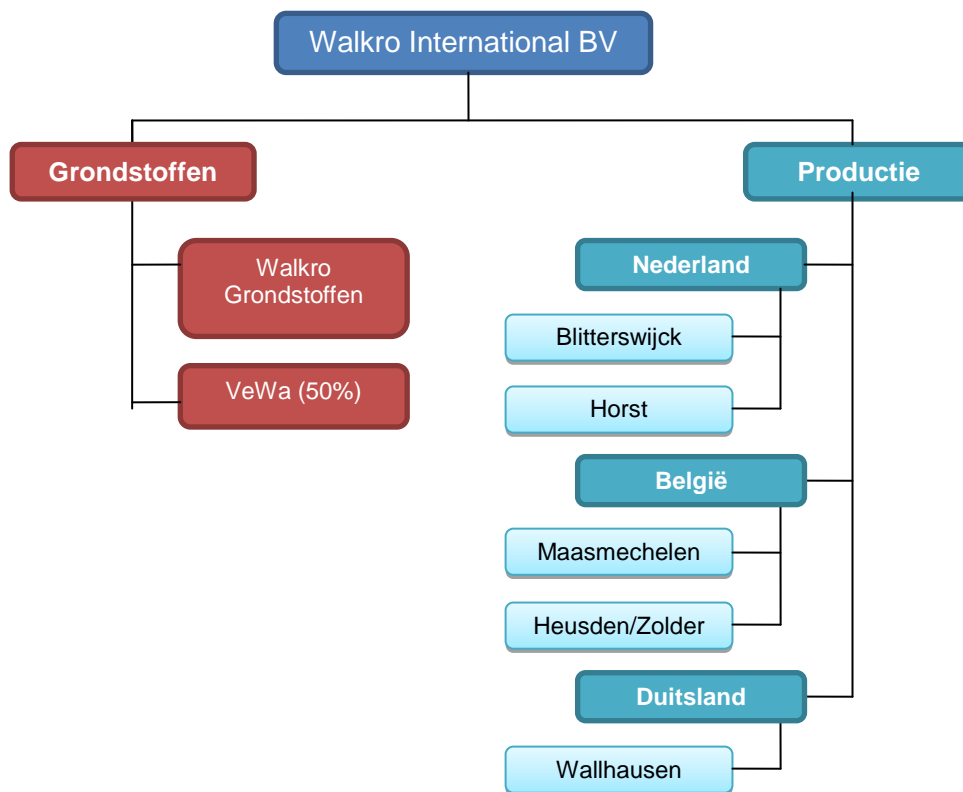 Walkro International BV
Grondstoffen
Productie
Walkro
Grondstoffen
VeWa (50%)
Nederland
Blitterswijck
Horst
België
Maasmechelen
Heusden/Zolder
Duitsland
Wallhausen